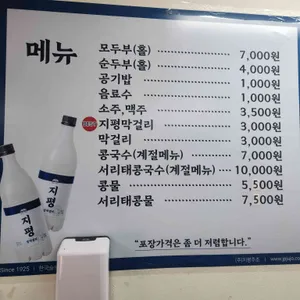 메뉴
모두부(홀) 7,000원
순두부(홀) 4,000원
공기밥 1,000원
음료수 1,000원
소주,맥주 3,500원
지평막걸리 3,000원
막걸리 3,000원
콩국수(계절메뉴) 7,000원
서리태콩국수(계절메뉴) 10,000원
콩물 5,500원
서리태콩물 7,500원
지평
지평
"포장가격은 좀 더 저렴합니다."
Since 1925